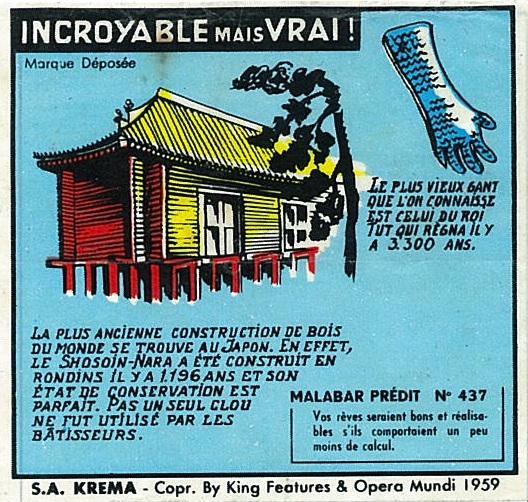 INCROYABLE MAIS VRAI !
Marque Déposée
LE PLUS VIEUX GANT
QUE L'ON CONNAISSE
EST CELUI DU ROI
TUT QUI RÉGNA IL Y
A 3.300 ANS.
LA PLUS ANCIENNE CONSTRUCTION DE BOIS
DU MONDE SE TROUVE AU JAPON. EN EFFET,
LE SHOSOIN-NARA A ÉTÉ CONSTRUIT EN
RONDINS IL Y A 1.196 ANS ET SON
ÉTAT DE CONSERVATION EST
PARFAIT. PAS UN SEUL CLOU
NE FUT UTILISÉ PAR LES
BÂTISSEURS.
MALABAR PRÉDIT N° 437
Vos rêves seraient bons et réalisa-
bles s'ils comportaient un peu
moins de calcul.
S.A. KREMA - Copr. By King Features & Opera Mundi 1959